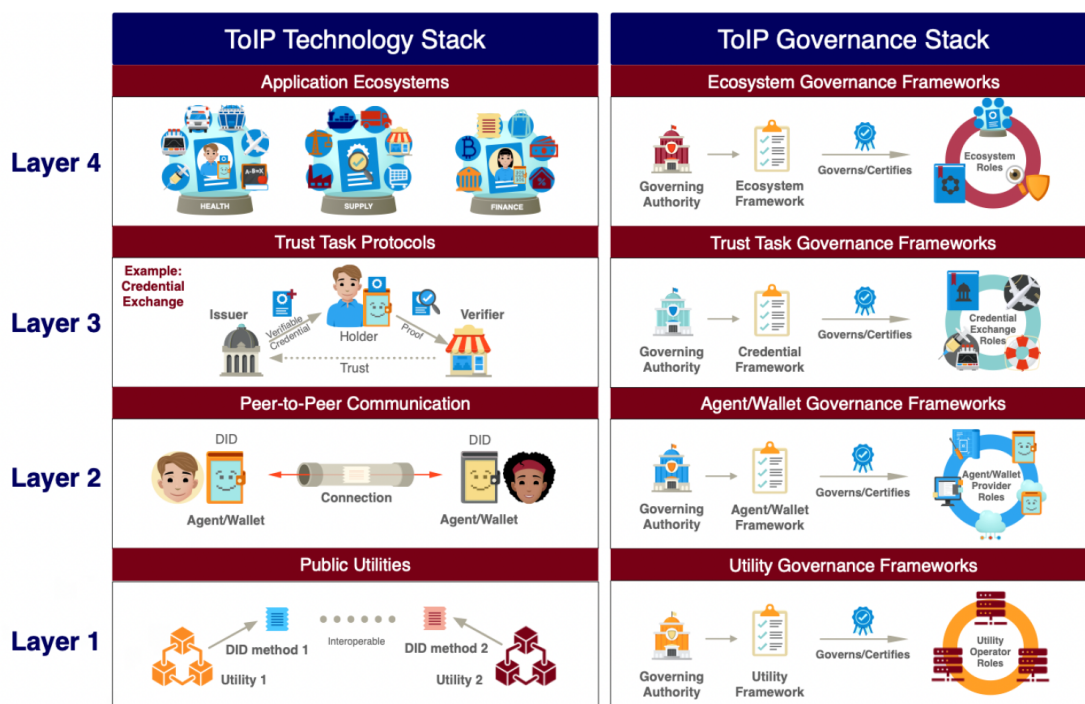 ToIP Technology Stack
ToIP Governance Stack
Layer 4
Application Ecosystems
A-B=X
HEALTH
SUPPLY
FINANCE
Ecosystem Governance Frameworks
Governing
Authority
Ecosystem
Framework
Governs/Certifies
Ecosystem
Roles
Layer 3
Trust Task Protocols
Example:
Credential
Exchange
Issuer
Verifiable
Credential
Holder
Proof
Verifier
Trust
Trust Task Governance Frameworks
Governing
Authority
Credential
Framework
Governs/Certifies
Credential
Exchange
Roles
Layer 2
Peer-to-Peer Communication
DID
Agent/Wallet
Connection
DID
Agent/Wallet
Agent/Wallet Governance Frameworks
Governing
Authority
Agent/Wallet
Framework
Governs/Certifies
Agent/Wallet
Provider
Roles
Layer 1
Public Utilities
DID method 1
Utility 1
Interoperable
DID method 2
Utility 2
Utility Governance Frameworks
Governing
Authority
Utility
Framework
Governs/Certifies
Utility
Operator
Roles